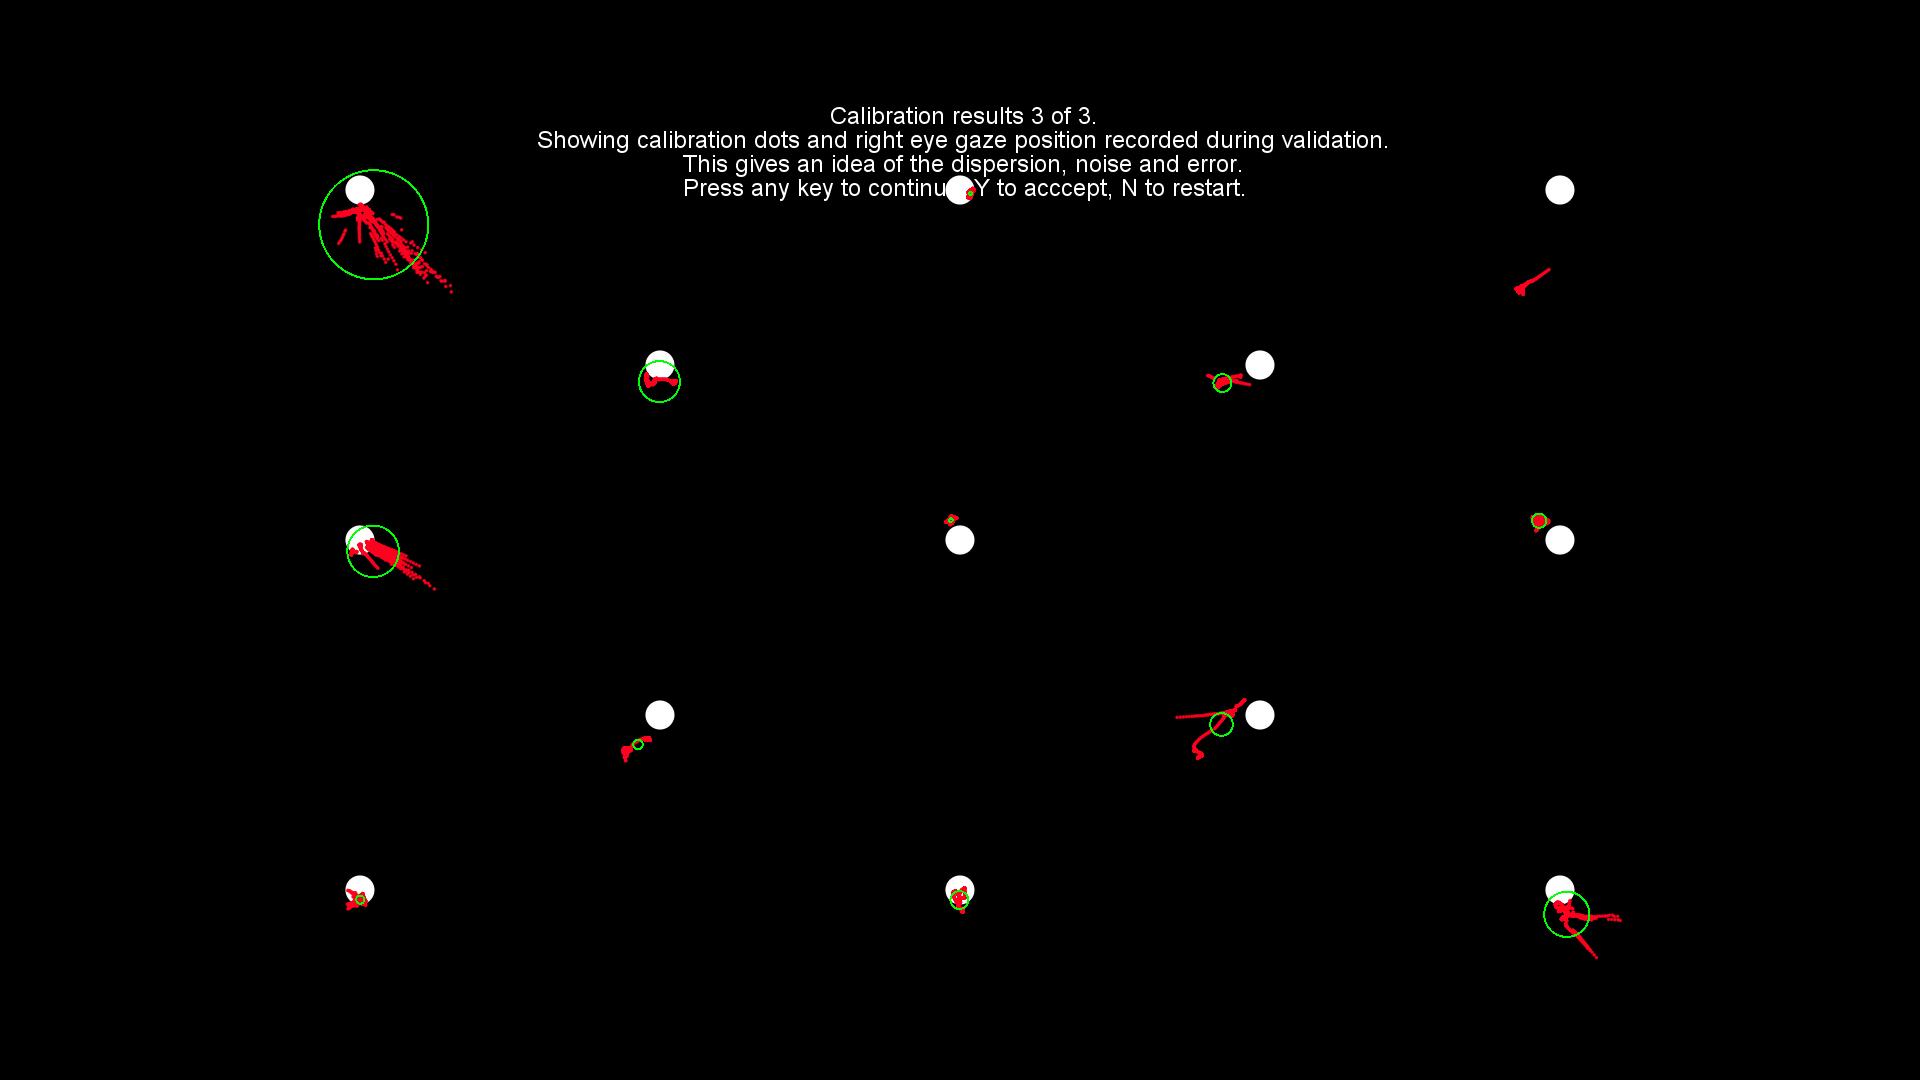 Calibration results 3 of 3.
Showing calibration dots and right eye gaze position recorded during validation.
This gives an idea of the dispersion, noise and error.
Press any key to continu Y to acccept, N to restart.